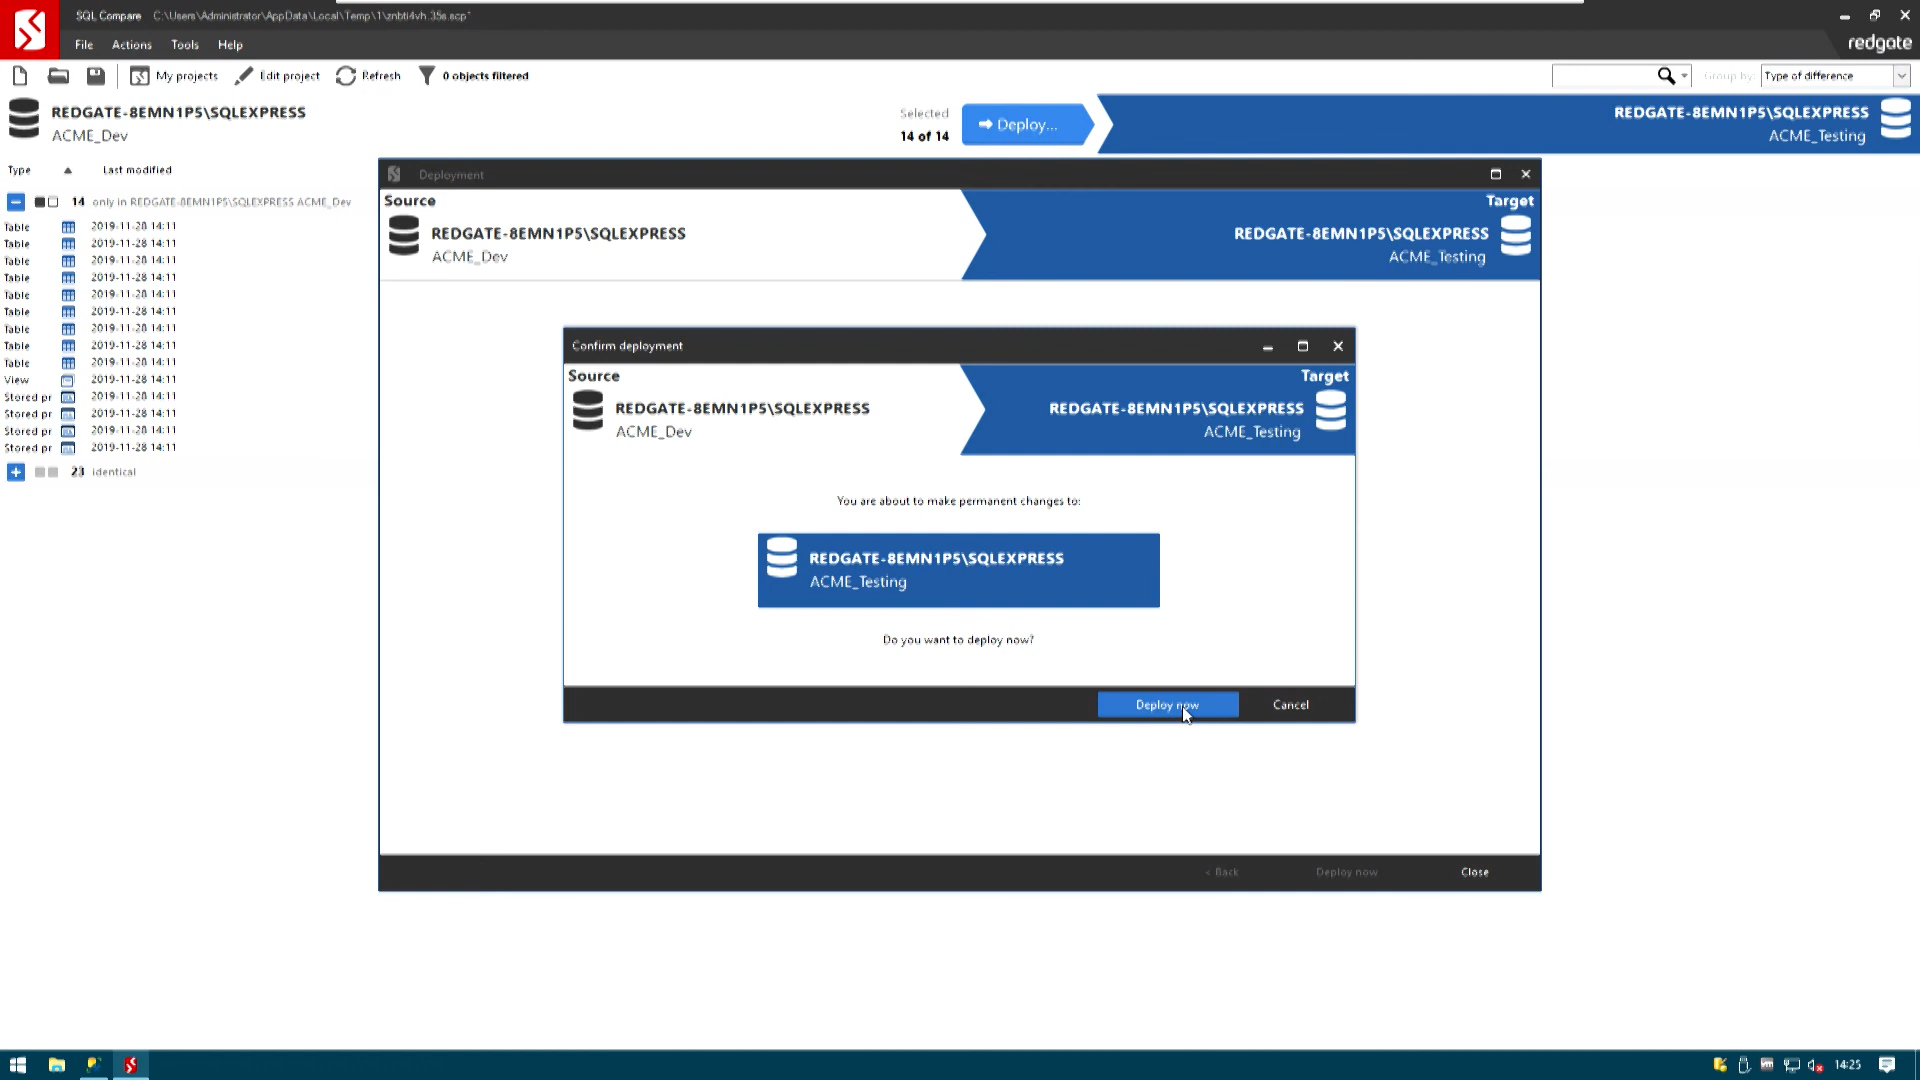 SQL Compare C:\Users\Administrator\AppData\Local\Temp\1\znbti4vh.35s.scp*
File Actions Tools Help
redgate
My projects Edit project Refresh 0 objects filtered
Group by: Type of difference
REDGATE-8EMN1P5\SQLEXPRESS
ACME_Dev
Selected
14 of 14
Deploy...
REDGATE-8EMN1P5\SQLEXPRESS
ACME_Testing
Type Last modified
14 only in REDGATE-8EMN1P5\SQLEXPRESS ACME_Dev
Table 2019-11-28 14:11
Table 2019-11-28 14:11
Table 2019-11-28 14:11
Table 2019-11-28 14:11
Table 2019-11-28 14:11
Table 2019-11-28 14:11
Table 2019-11-28 14:11
Table 2019-11-28 14:11
Table 2019-11-28 14:11
View 2019-11-28 14:11
Stored pr 2019-11-28 14:11
Stored pr 2019-11-28 14:11
Stored pr 2019-11-28 14:11
Stored pr 2019-11-28 14:11
23 identical
Deployment
Source
REDGATE-8EMN1P5\SQLEXPRESS
ACME_Dev
Target
REDGATE-8EMN1P5\SQLEXPRESS
ACME_Testing
Confirm deployment
Source
REDGATE-8EMN1P5\SQLEXPRESS
ACME_Dev
Target
REDGATE-8EMN1P5\SQLEXPRESS
ACME_Testing
You are about to make permanent changes to:
REDGATE-8EMN1P5\SQLEXPRESS
ACME_Testing
Do you want to deploy now?
Deploy now Cancel
< Back Deploy now Close
14:25